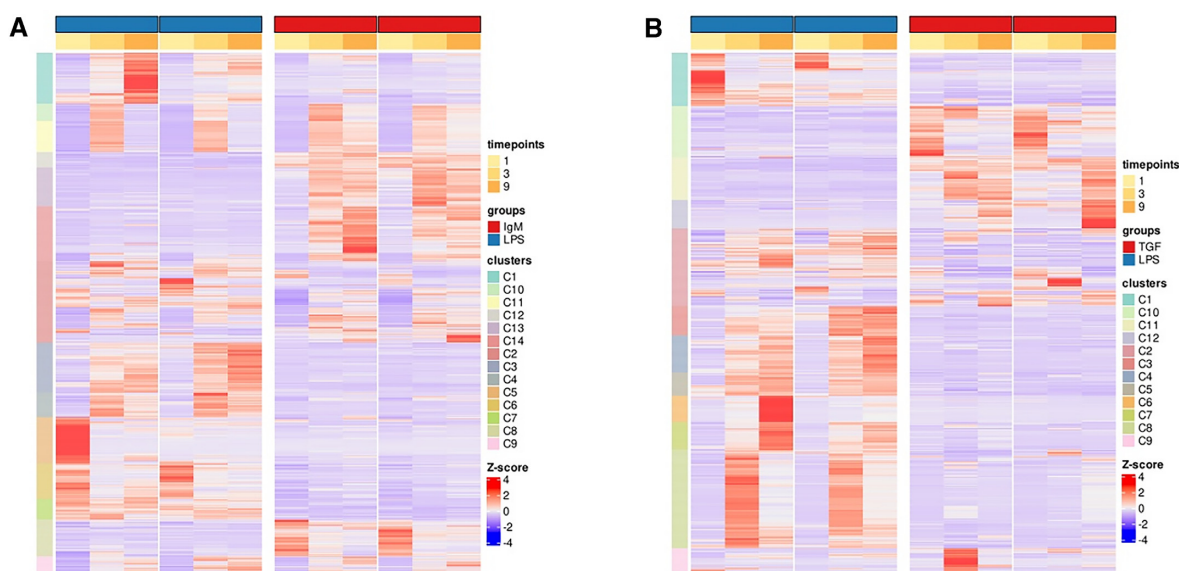 A
timepoints
1
3
9
groups
IgM
LPS
clusters
C1
C10
C11
C12
C13
C14
C2
C3
C4
C5
C6
C7
C8
C9
Z-score
4
2
0
-2
-4
B
timepoints
1
3
9
groups
TGF
LPS
clusters
C1
C10
C11
C12
C2
C3
C4
C5
C6
C7
C8
C9
Z-score
4
2
0
-2
-4